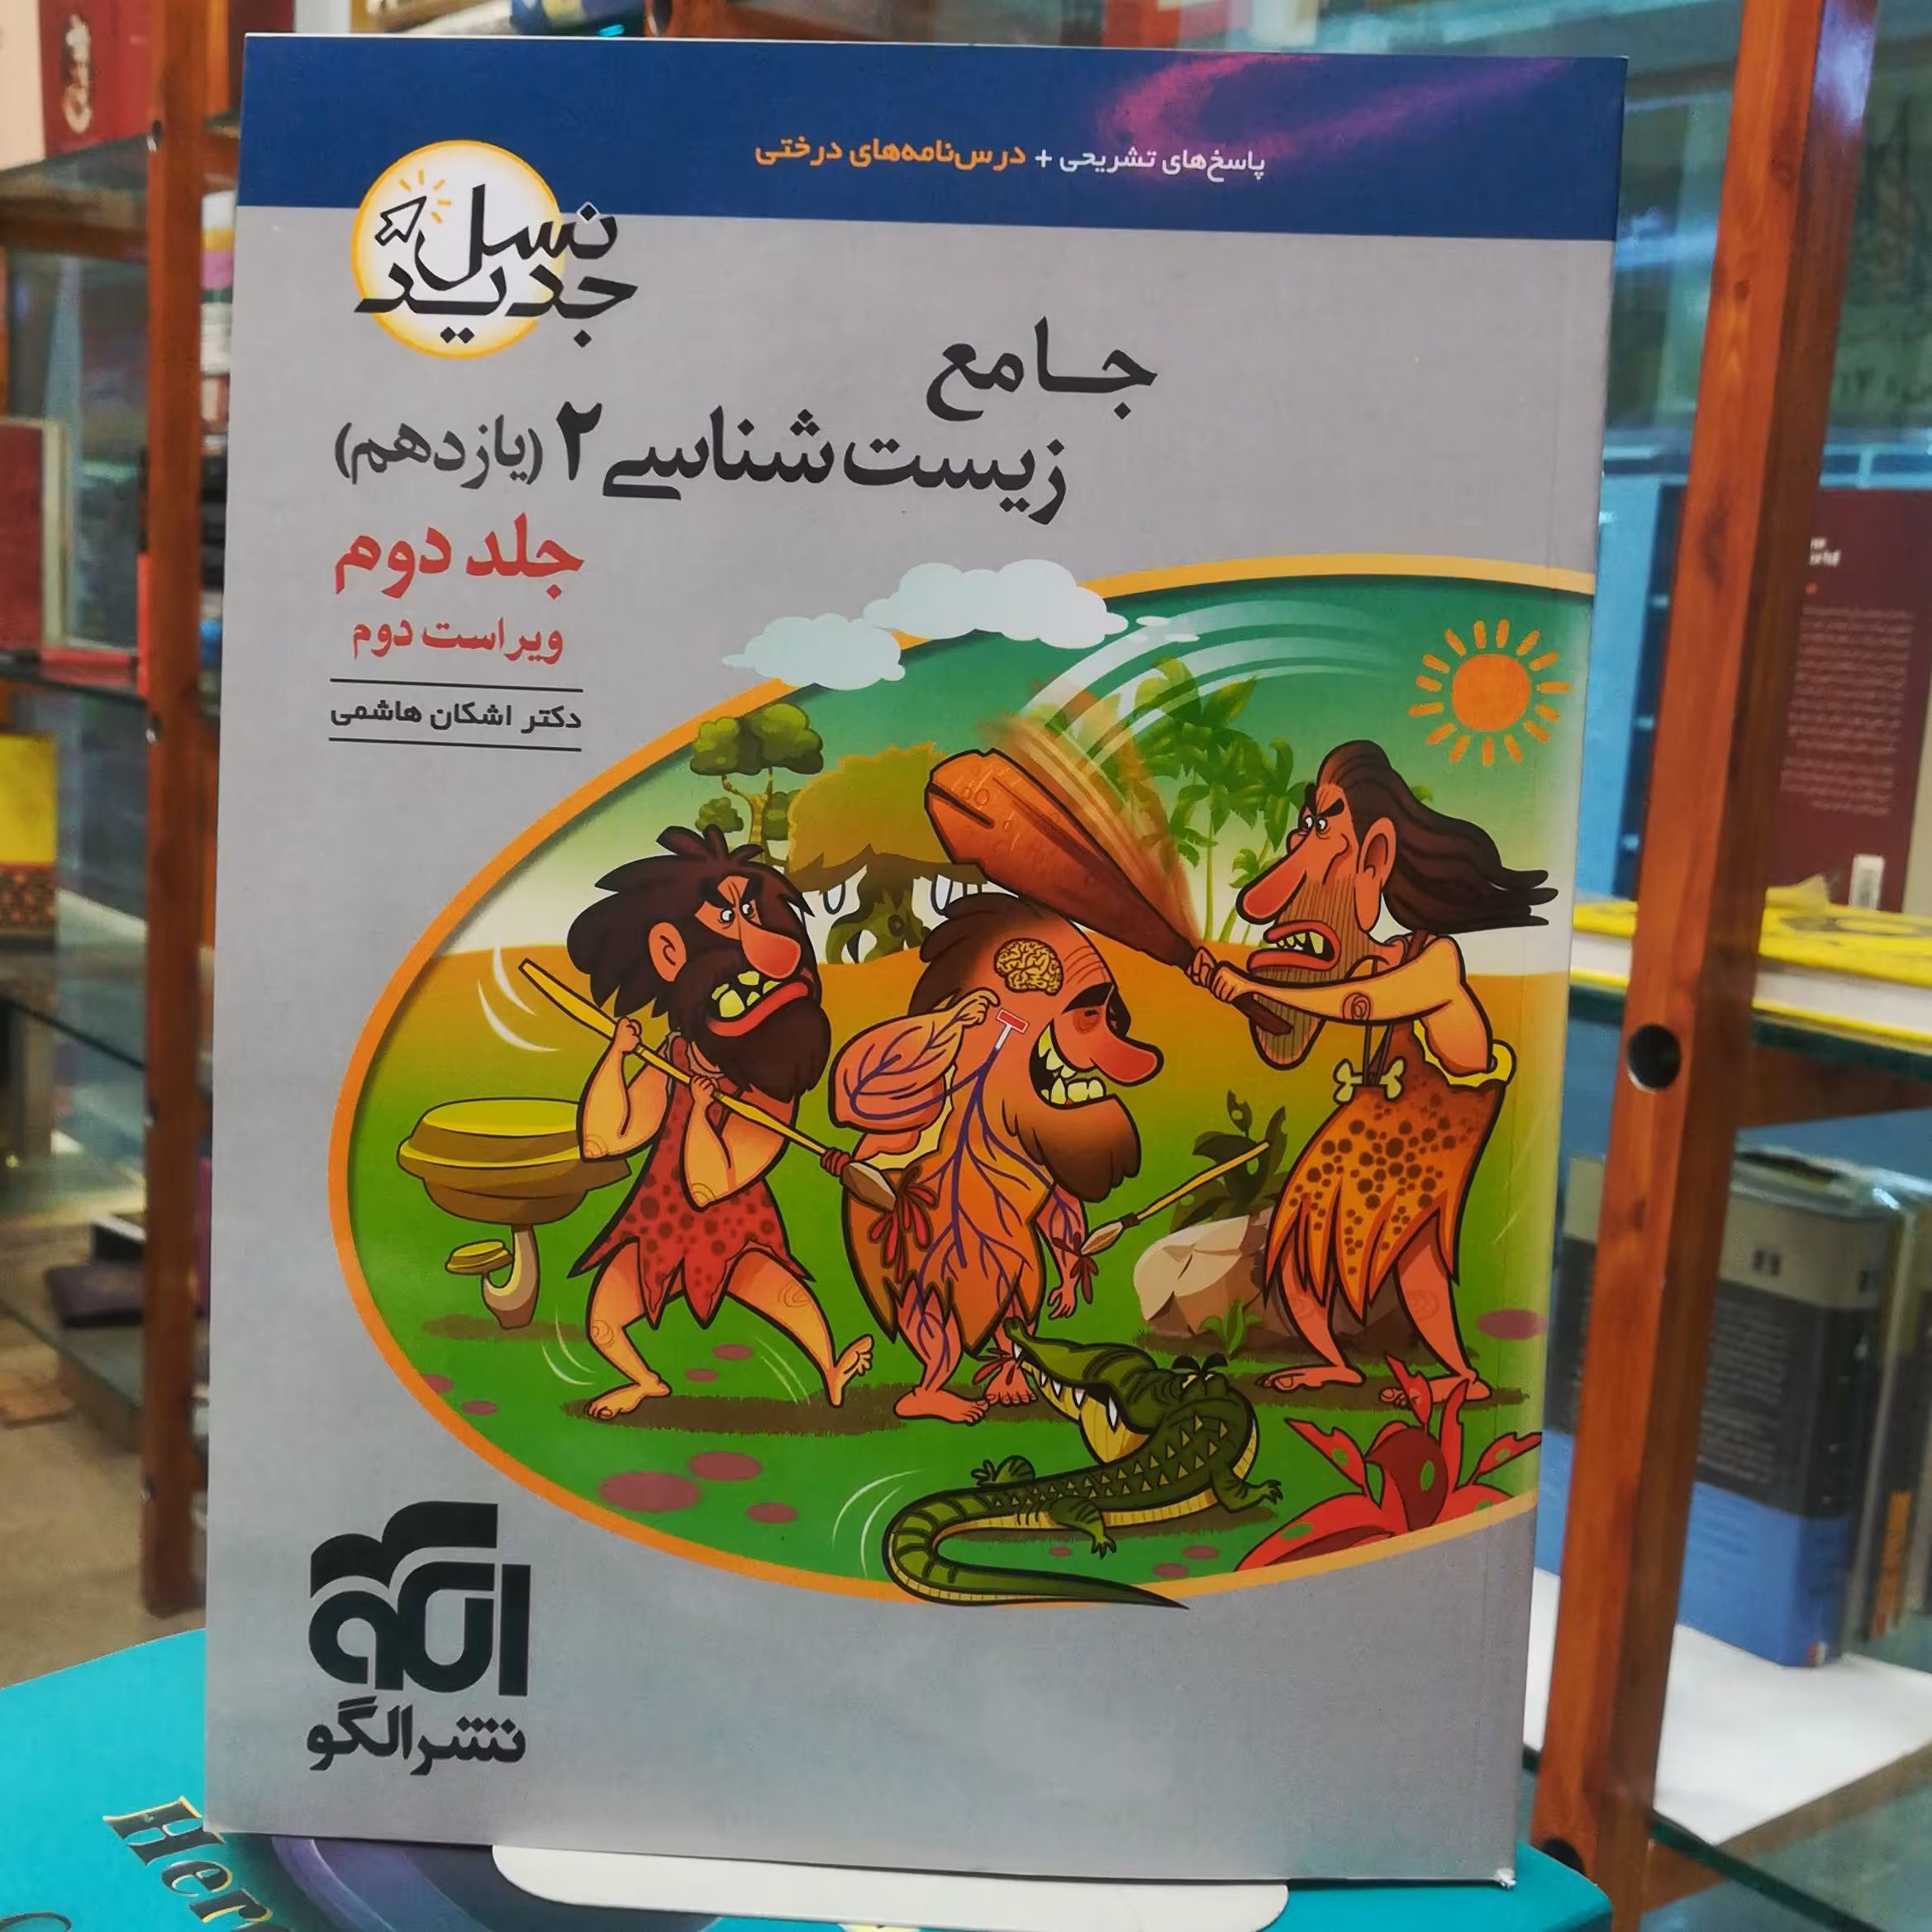 پاسخ‌های تشریحی + درس‌نامه‌های درختی
نسل
جدید
جامع
زیست‌شناسی ۲ (یازدهم)
جلد دوم
ویراست دوم
دکتر اشکان هاشمی
الگو
نشر الگو